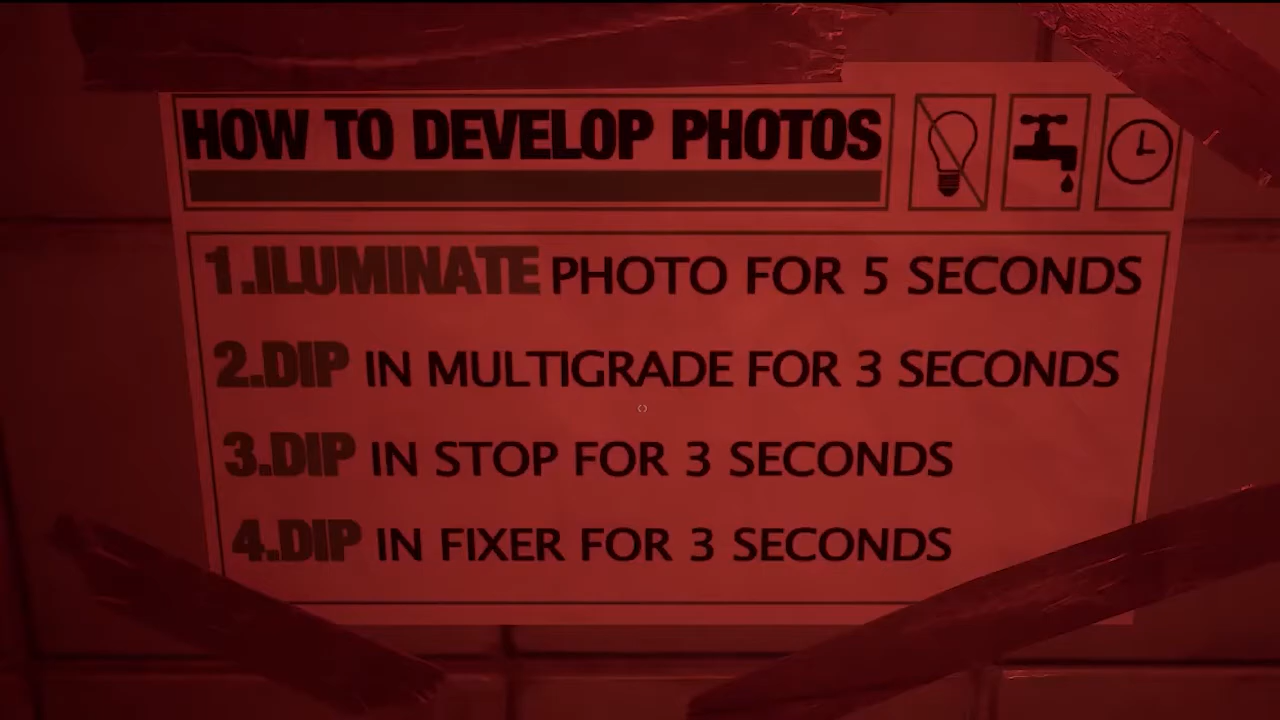 HOW TO DEVELOP PHOTOS
1.ILUMINATE PHOTO FOR 5 SECONDS
2.DIP IN MULTIGRADE FOR 3 SECONDS
3.DIP IN STOP FOR 3 SECONDS
4.DIP IN FIXER FOR 3 SECONDS